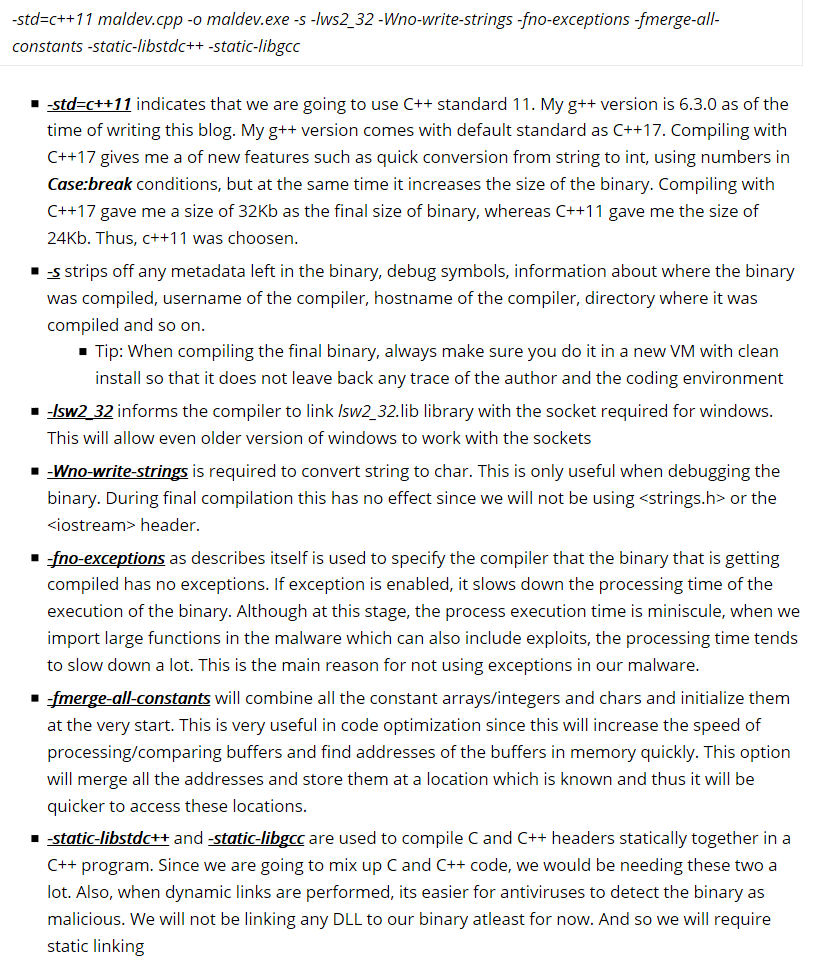 -std=c++11 maldev.cpp -o maldev.exe -s -lws2_32 -Wno-write-strings -fno-exceptions -fmerge-all-
constants -static-libstdc++ -static-libgcc
▪ -std=c++11 indicates that we are going to use C++ standard 11. My g++ version is 6.3.0 as of the
time of writing this blog. My g++ version comes with default standard as C++17. Compiling with
C++17 gives me a of new features such as quick conversion from string to int, using numbers in
Case:break conditions, but at the same time it increases the size of the binary. Compiling with
C++17 gave me a size of 32Kb as the final size of binary, whereas C++11 gave me the size of
24Kb. Thus, c++11 was choosen.
▪ -s strips off any metadata left in the binary, debug symbols, information about where the binary
was compiled, username of the compiler, hostname of the compiler, directory where it was
compiled and so on.
▪ Tip: When compiling the final binary, always make sure you do it in a new VM with clean
install so that it does not leave back any trace of the author and the coding environment
▪ -lsw2_32 informs the compiler to link lsw2_32.lib library with the socket required for windows.
This will allow even older version of windows to work with the sockets
▪ -Wno-write-strings is required to convert string to char. This is only useful when debugging the
binary. During final compilation this has no effect since we will not be using <strings.h> or the
<iostream> header.
▪ -fno-exceptions as describes itself is used to specify the compiler that the binary that is getting
compiled has no exceptions. If exception is enabled, it slows down the processing time of the
execution of the binary. Although at this stage, the process execution time is miniscule, when we
import large functions in the malware which can also include exploits, the processing time tends
to slow down a lot. This is the main reason for not using exceptions in our malware.
▪ -fmerge-all-constants will combine all the constant arrays/integers and chars and initialize them
at the very start. This is very useful in code optimization since this will increase the speed of
processing/comparing buffers and find addresses of the buffers in memory quickly. This option
will merge all the addresses and store them at a location which is known and thus it will be
quicker to access these locations.
▪ -static-libstdc++ and -static-libgcc are used to compile C and C++ headers statically together in a
C++ program. Since we are going to mix up C and C++ code, we would be needing these two a
lot. Also, when dynamic links are performed, its easier for antiviruses to detect the binary as
malicious. We will not be linking any DLL to our binary atleast for now. And so we will require
static linking